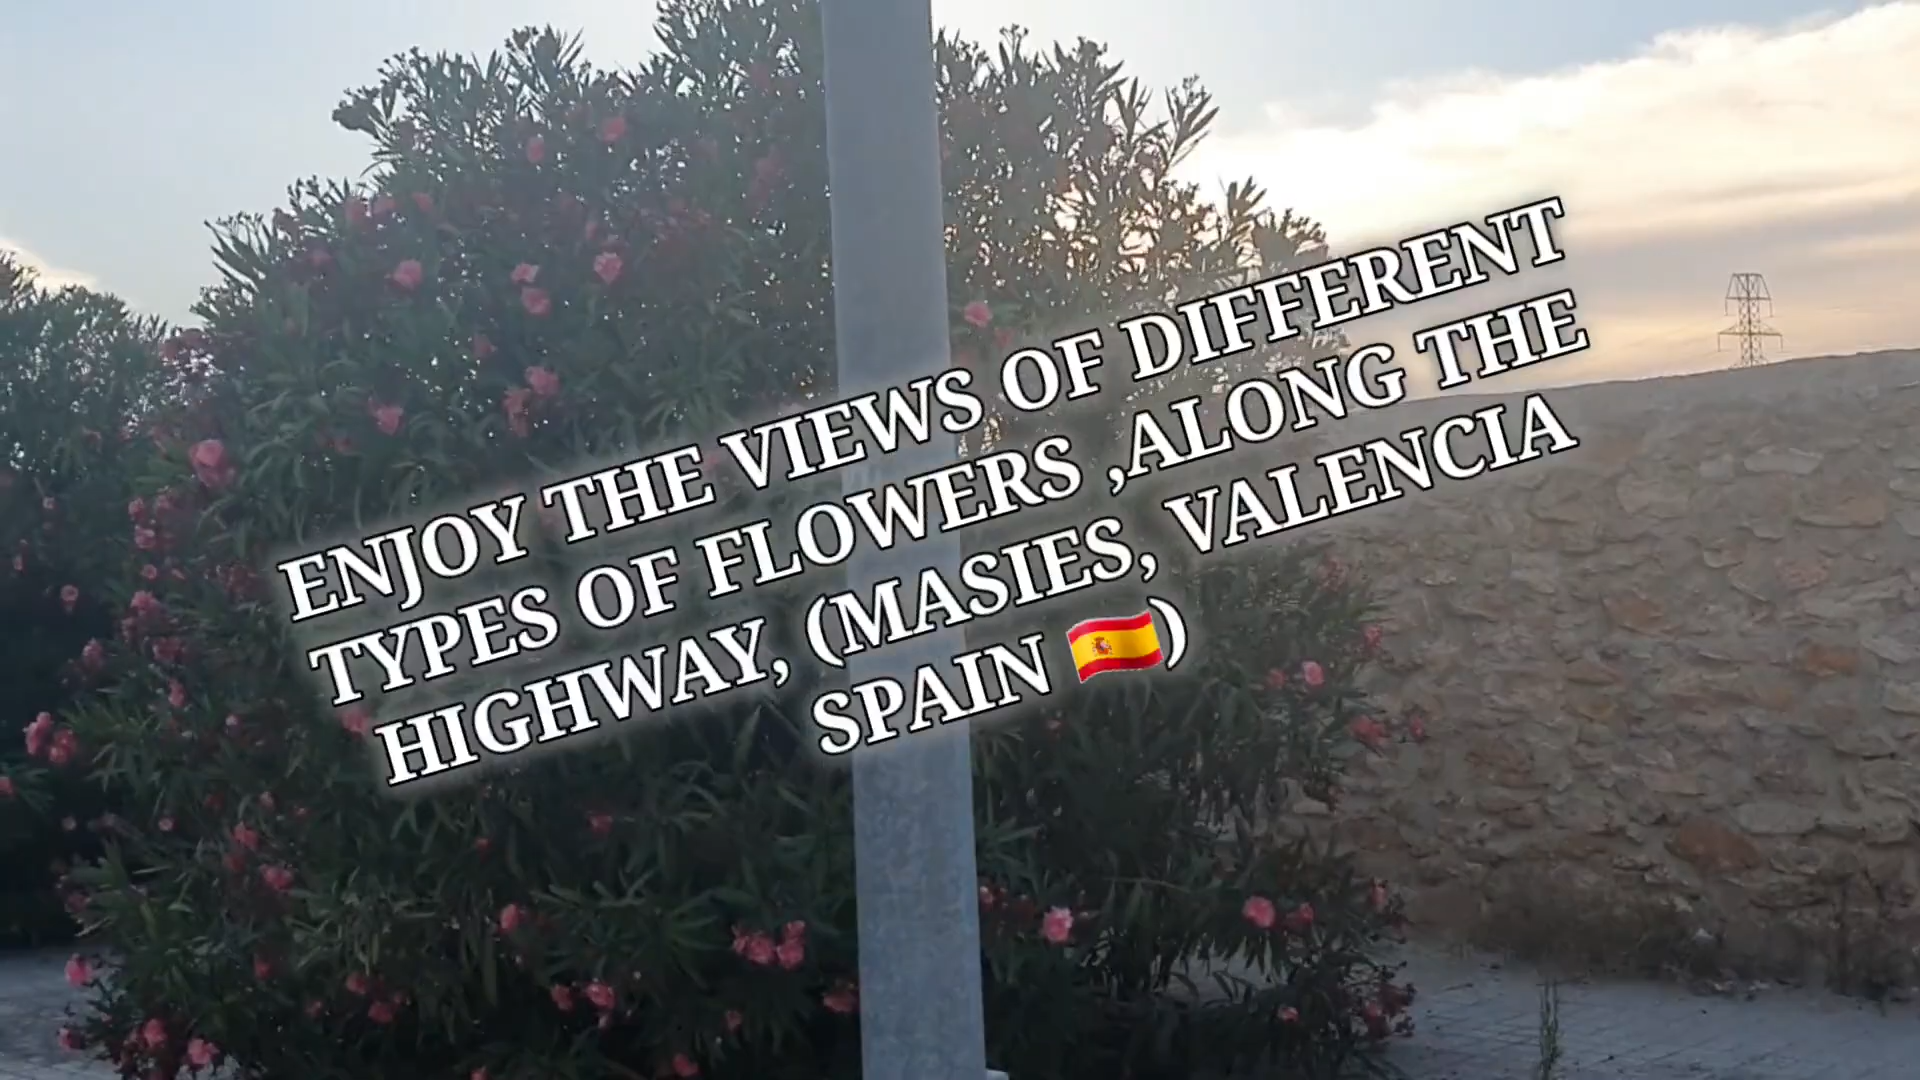 ENJOY THE VIEWS OF DIFFERENT
TYPES OF FLOWERS ,ALONG THE
HIGHWAY, (MASIES, VALENCIA
SPAIN 🇪🇸)